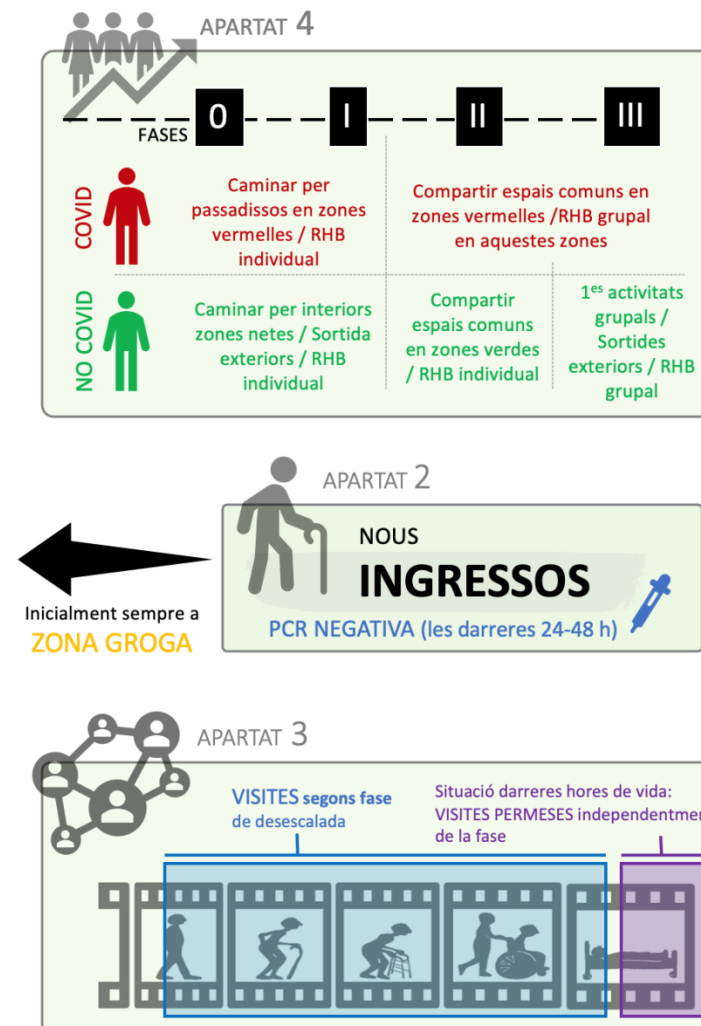 APARTAT 4
FASES
0
I
II
III
COVID
Caminar per
passadissos en zones
vermelles / RHB
individual
Compartir espais comuns en
zones vermelles /RHB grupal
en aquestes zones
NO COVID
Caminar per interiors
zones netes / Sortida
exteriors / RHB
individual
Compartir
espais comuns
en zones verdes
/ RHB individual
1es activitats
grupals /
Sortides
exteriors / RHB
grupal
APARTAT 2
NOUS
INGRESSOS
PCR NEGATIVA (les darreres 24-48 h)
Inicialment sempre a
ZONA GROGA
APARTAT 3
VISITES segons fase
de desescalada
Situació darreres hores de vida:
VISITES PERMESES independentmen
de la fase